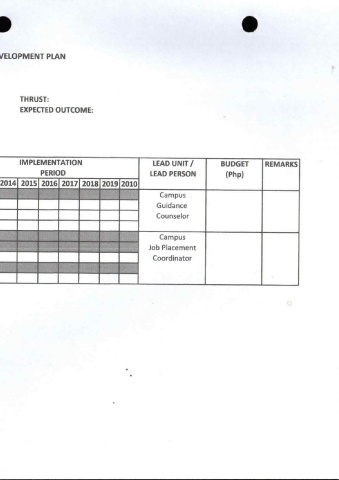 VELOPMENT PLAN
THRUST:
EXPECTED OUTCOME:
IMPLEMENTATION PERIOD LEAD UNIT / LEAD PERSON BUDGET (Php) REMARKS
2014 2015 2016 2017 2018 2019 2010
Campus
Guidance
Counselor
Campus
Job Placement
Coordinator